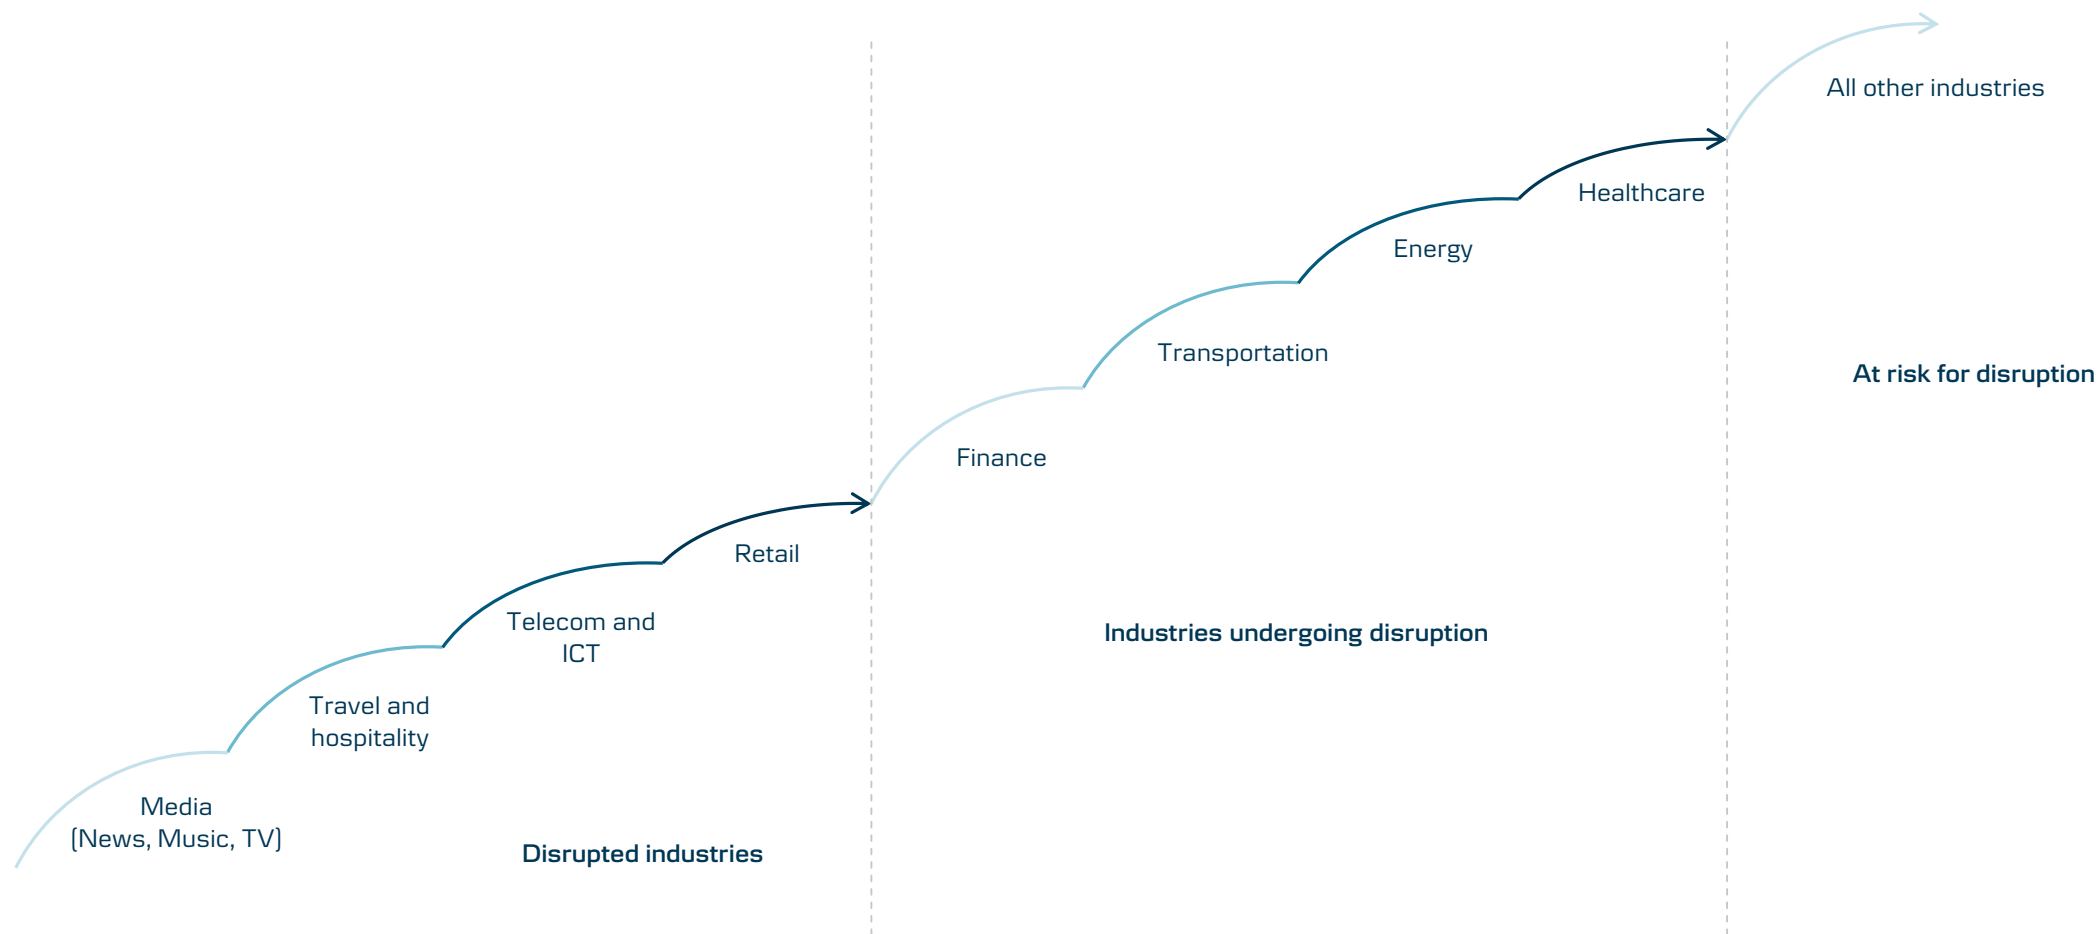 Media
(News, Music, TV)
Travel and
hospitality
Telecom and
ICT
Retail
Disrupted industries
Finance
Transportation
Energy
Healthcare
Industries undergoing disruption
All other industries
At risk for disruption